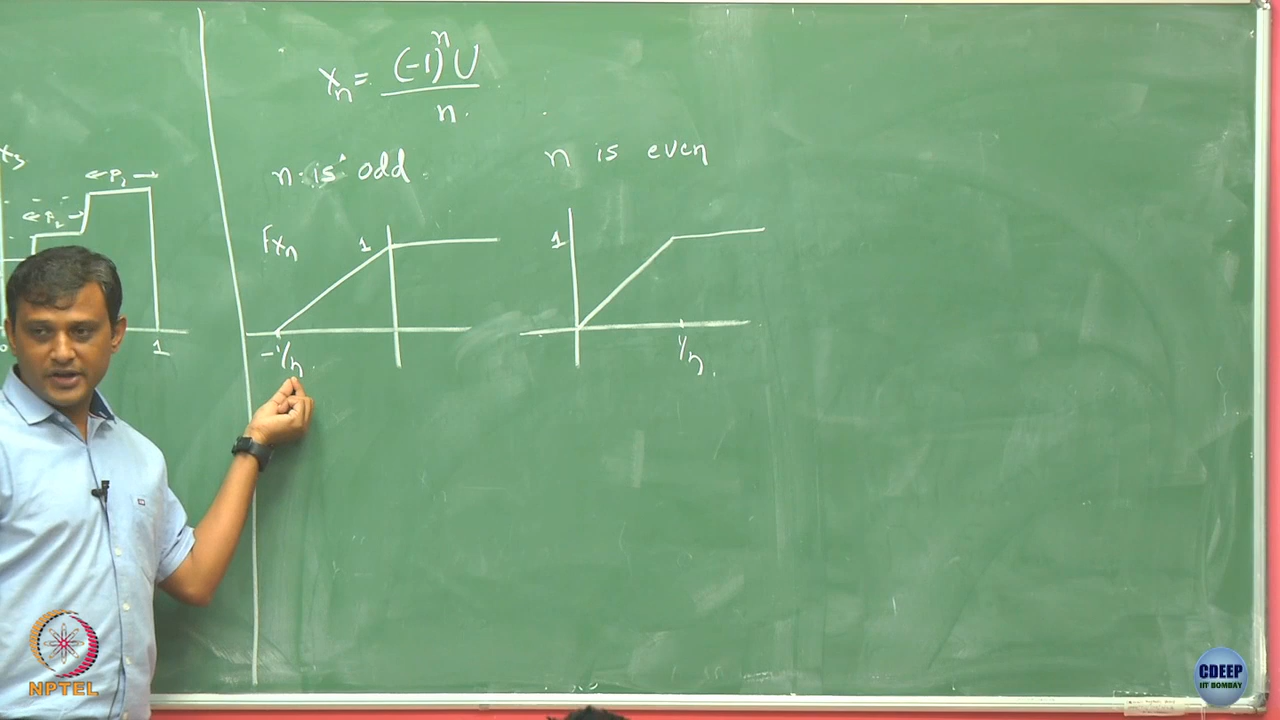 X_n = (-1)^n U / n.
n is odd
n is even
X_3
P_2
F_{X_n}
1
1
-1/n.
1/n.
0
1
NPTEL
CDEEP
IIT BOMBAY